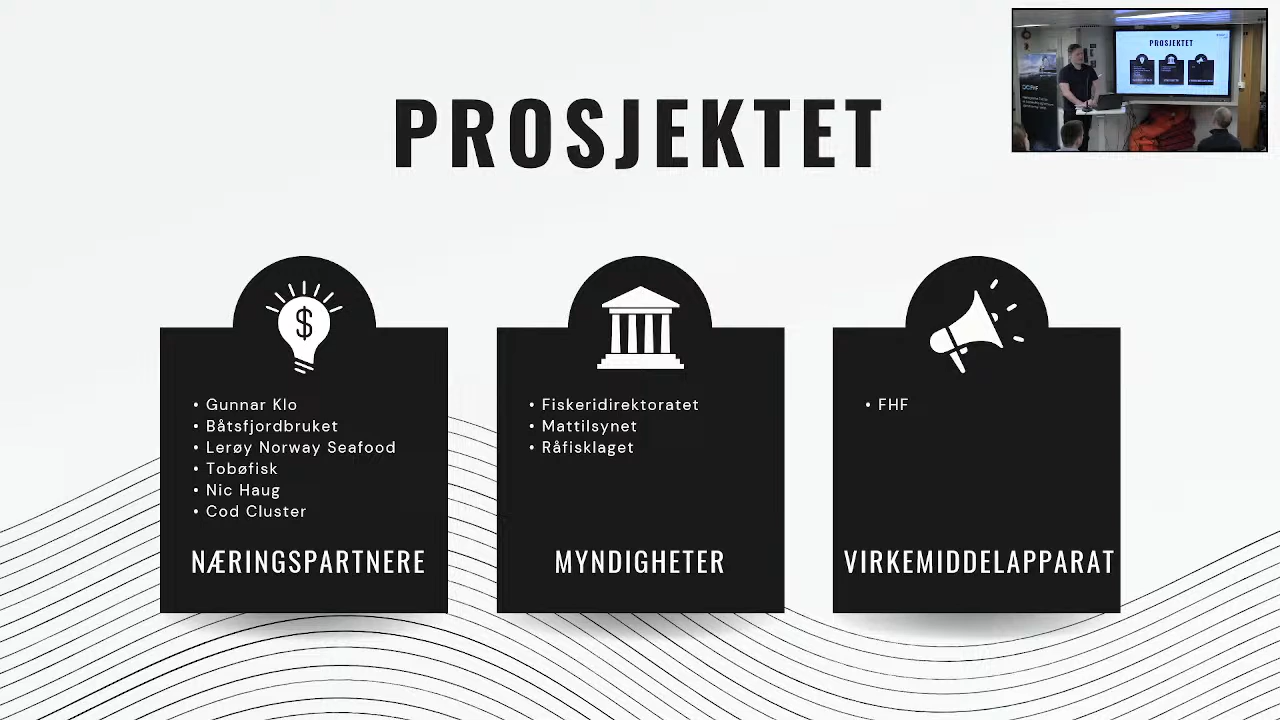 PROSJEKTET
• Gunnar Klo
• Båtsfjordbruket
• Lerøy Norway Seafood
• Tobøfisk
• Nic Haug
• Cod Cluster
NÆRINGSPARTNERE
• Fiskeridirektoratet
• Mattilsynet
• Råfisklaget
MYNDIGHETER
• FHF
VIRKEMIDDELAPPARAT
PROSJEKTET
FHF